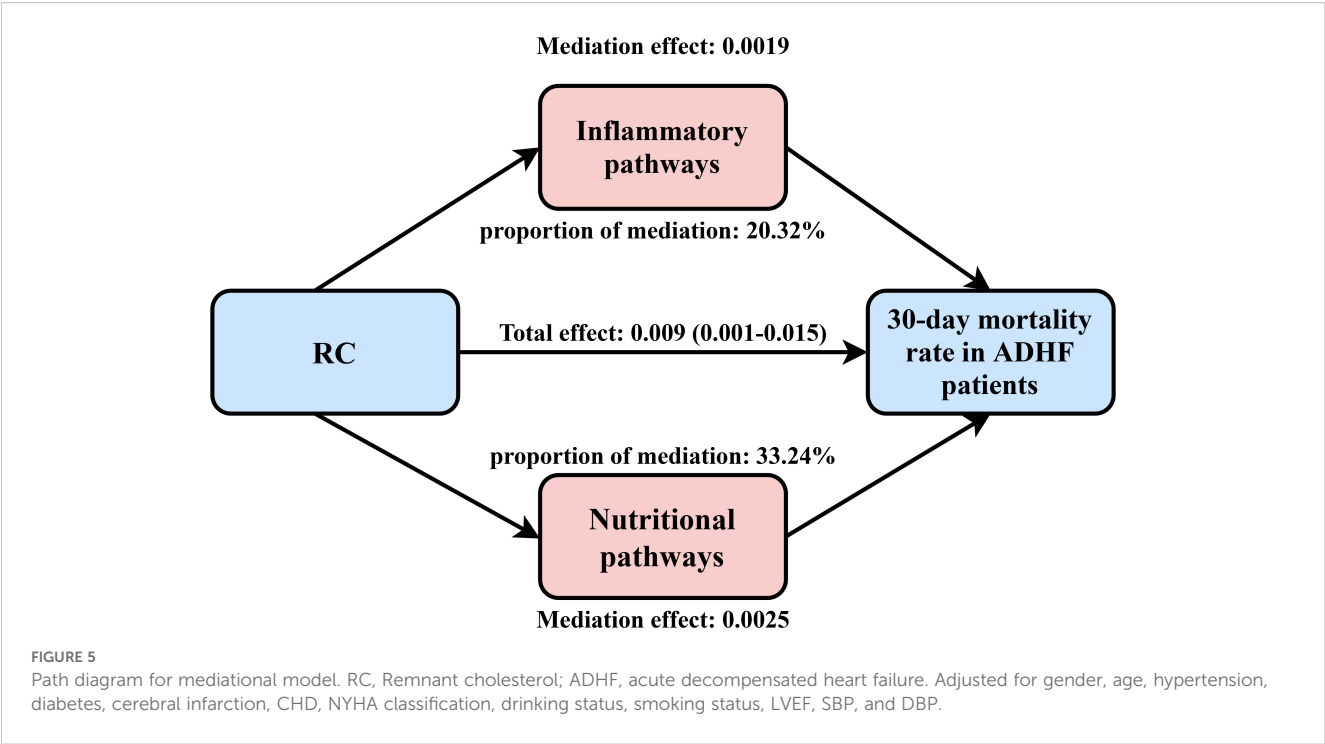 Mediation effect: 0.0019
Inflammatory
pathways
proportion of mediation: 20.32%
RC
Total effect: 0.009 (0.001-0.015)
30-day mortality
rate in ADHF
patients
proportion of mediation: 33.24%
Nutritional
pathways
Mediation effect: 0.0025
FIGURE 5
Path diagram for mediational model. RC, Remnant cholesterol; ADHF, acute decompensated heart failure. Adjusted for gender, age, hypertension,
diabetes, cerebral infarction, CHD, NYHA classification, drinking status, smoking status, LVEF, SBP, and DBP.